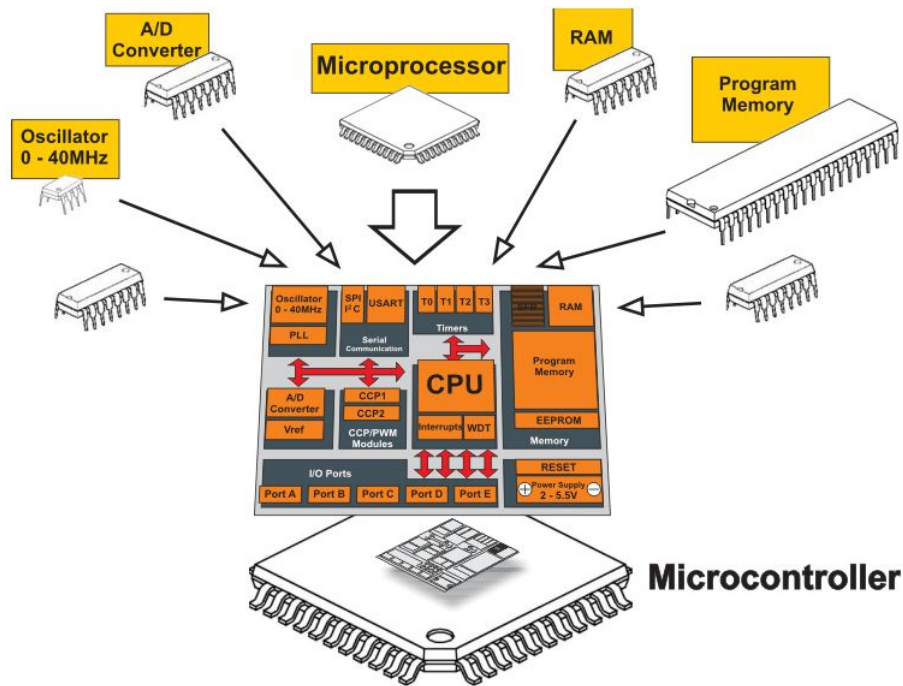 A/D
Converter
Microprocessor
RAM
Program
Memory
Oscillator
0 - 40MHz
Oscillator
0 - 40MHz
PLL
SPI
I²C
USART
Serial
Communication
T0 T1 T2 T3
Timers
SFR
RAM
Program
Memory
EEPROM
Memory
A/D
Converter
Vref
CCP1
CCP2
CCP/PWM
Modules
CPU
Interrupts WDT
I/O Ports
Port A Port B Port C Port D Port E
RESET
+ Power Supply −
2 - 5.5V
Microcontroller